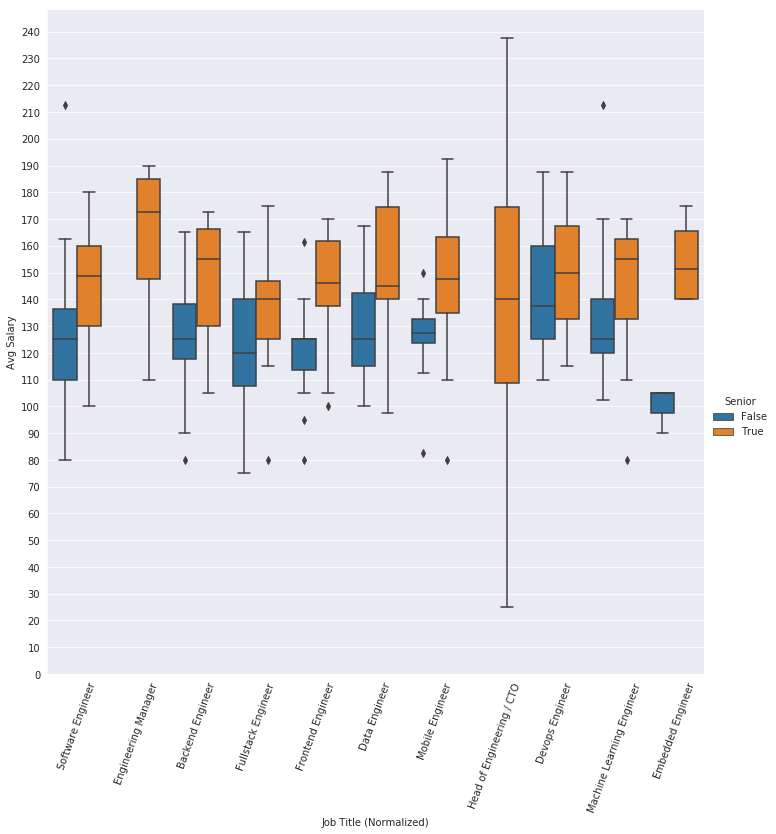 240
230
220
210
200
190
180
170
160
150
140
130
120
110
100
90
80
70
60
50
40
30
20
10
0
Avg Salary
Senior
False
True
Software Engineer
Engineering Manager
Backend Engineer
Fullstack Engineer
Frontend Engineer
Data Engineer
Mobile Engineer
Head of Engineering / CTO
Devops Engineer
Machine Learning Engineer
Embedded Engineer
Job Title (Normalized)